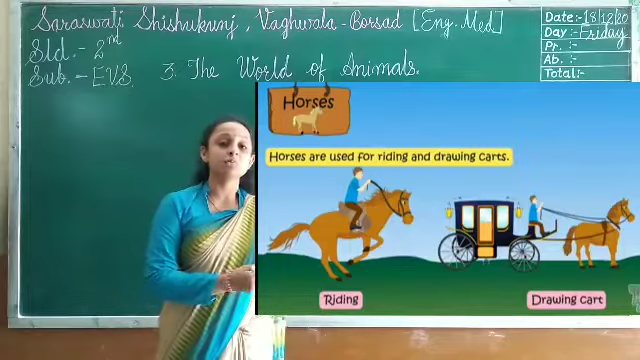 Saraswati Shishukunj, Vaghwala-Borsad [Eng. Med]
Std. - 2nd
Sub. - EVS
3. The World of Animals.
Date:- 18/12/20
Day:- Friday
Pr. :-
Ab. :-
Total:-
Horses
Horses are used for riding and drawing carts.
Riding
Drawing cart